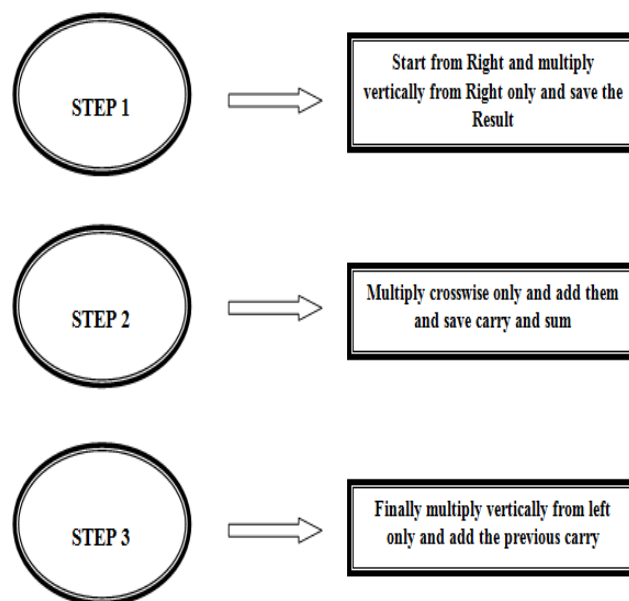 STEP 1
Start from Right and multiply
vertically from Right only and save the
Result
STEP 2
Multiply crosswise only and add them
and save carry and sum
STEP 3
Finally multiply vertically from left
only and add the previous carry